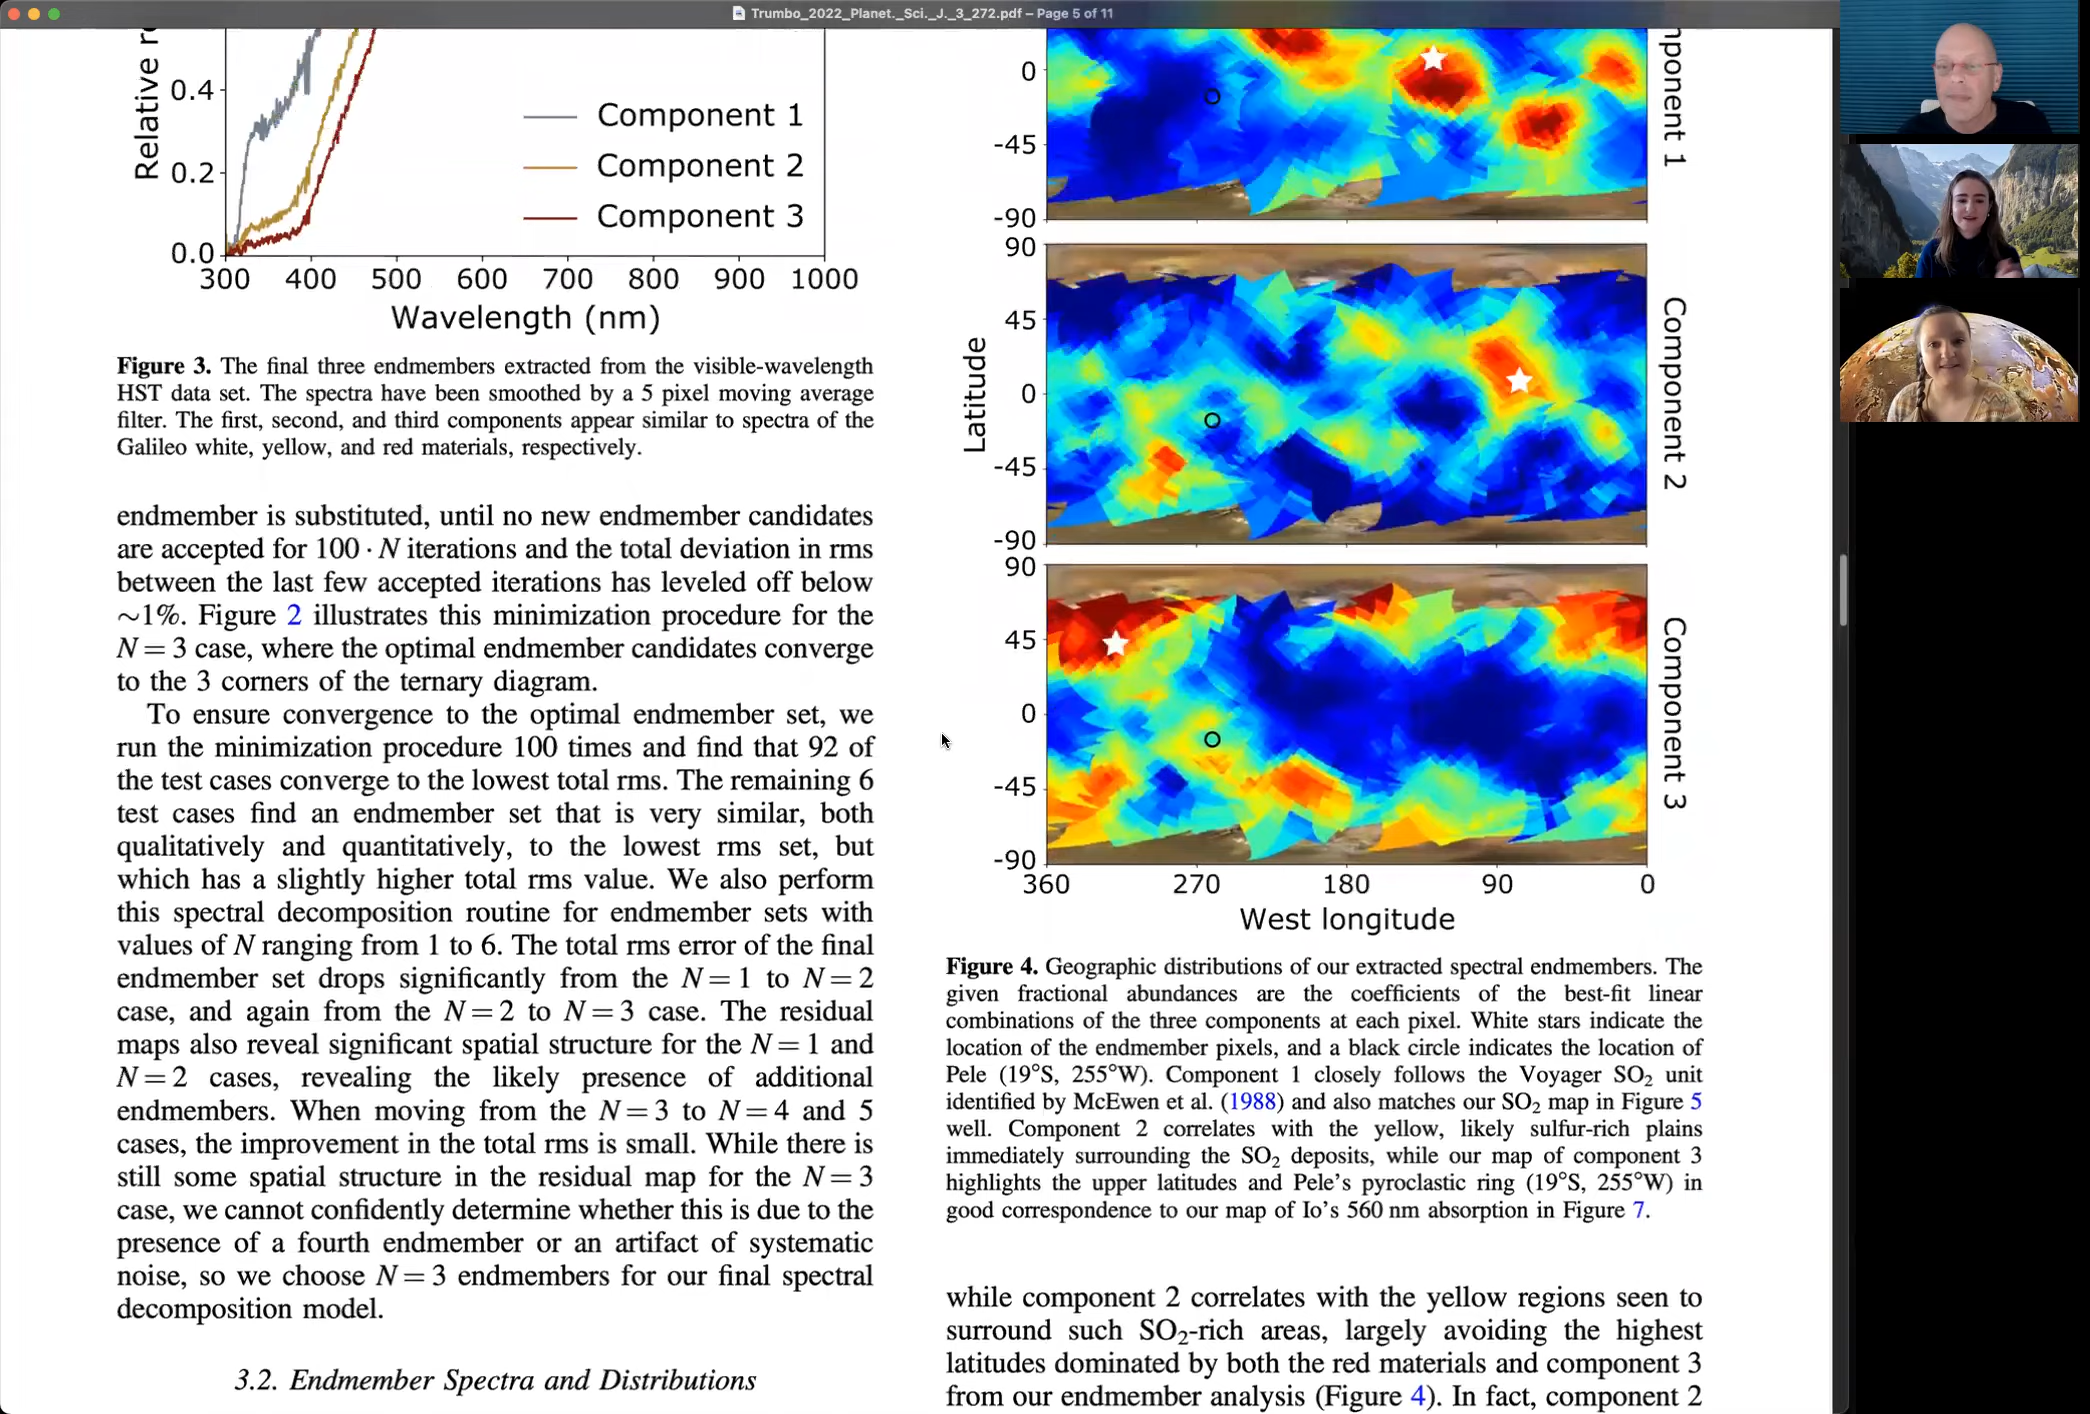 Trumbo_2022_Planet._Sci._J._3_272.pdf – Page 5 of 11
Relative r
0.4
0.2
0.0
Component 1
Component 2
Component 3
300 400 500 600 700 800 900 1000
Wavelength (nm)
Figure 3. The final three endmembers extracted from the visible-wavelength
HST data set. The spectra have been smoothed by a 5 pixel moving average
filter. The first, second, and third components appear similar to spectra of the
Galileo white, yellow, and red materials, respectively.
endmember is substituted, until no new endmember candidates
are accepted for 100 · N iterations and the total deviation in rms
between the last few accepted iterations has leveled off below
∼1%. Figure 2 illustrates this minimization procedure for the
N = 3 case, where the optimal endmember candidates converge
to the 3 corners of the ternary diagram.
To ensure convergence to the optimal endmember set, we
run the minimization procedure 100 times and find that 92 of
the test cases converge to the lowest total rms. The remaining 6
test cases find an endmember set that is very similar, both
qualitatively and quantitatively, to the lowest rms set, but
which has a slightly higher total rms value. We also perform
this spectral decomposition routine for endmember sets with
values of N ranging from 1 to 6. The total rms error of the final
endmember set drops significantly from the N = 1 to N = 2
case, and again from the N = 2 to N = 3 case. The residual
maps also reveal significant spatial structure for the N = 1 and
N = 2 cases, revealing the likely presence of additional
endmembers. When moving from the N = 3 to N = 4 and 5
cases, the improvement in the total rms is small. While there is
still some spatial structure in the residual map for the N = 3
case, we cannot confidently determine whether this is due to the
presence of a fourth endmember or an artifact of systematic
noise, so we choose N = 3 endmembers for our final spectral
decomposition model.
3.2. Endmember Spectra and Distributions
0
-45
-90
nponent 1
90
45
0
-45
-90
Latitude
Component 2
90
45
0
-45
-90
Component 3
360 270 180 90 0
West longitude
Figure 4. Geographic distributions of our extracted spectral endmembers. The
given fractional abundances are the coefficients of the best-fit linear
combinations of the three components at each pixel. White stars indicate the
location of the endmember pixels, and a black circle indicates the location of
Pele (19°S, 255°W). Component 1 closely follows the Voyager SO₂ unit
identified by McEwen et al. (1988) and also matches our SO₂ map in Figure 5
well. Component 2 correlates with the yellow, likely sulfur-rich plains
immediately surrounding the SO₂ deposits, while our map of component 3
highlights the upper latitudes and Pele's pyroclastic ring (19°S, 255°W) in
good correspondence to our map of Io's 560 nm absorption in Figure 7.
while component 2 correlates with the yellow regions seen to
surround such SO₂-rich areas, largely avoiding the highest
latitudes dominated by both the red materials and component 3
from our endmember analysis (Figure 4). In fact, component 2